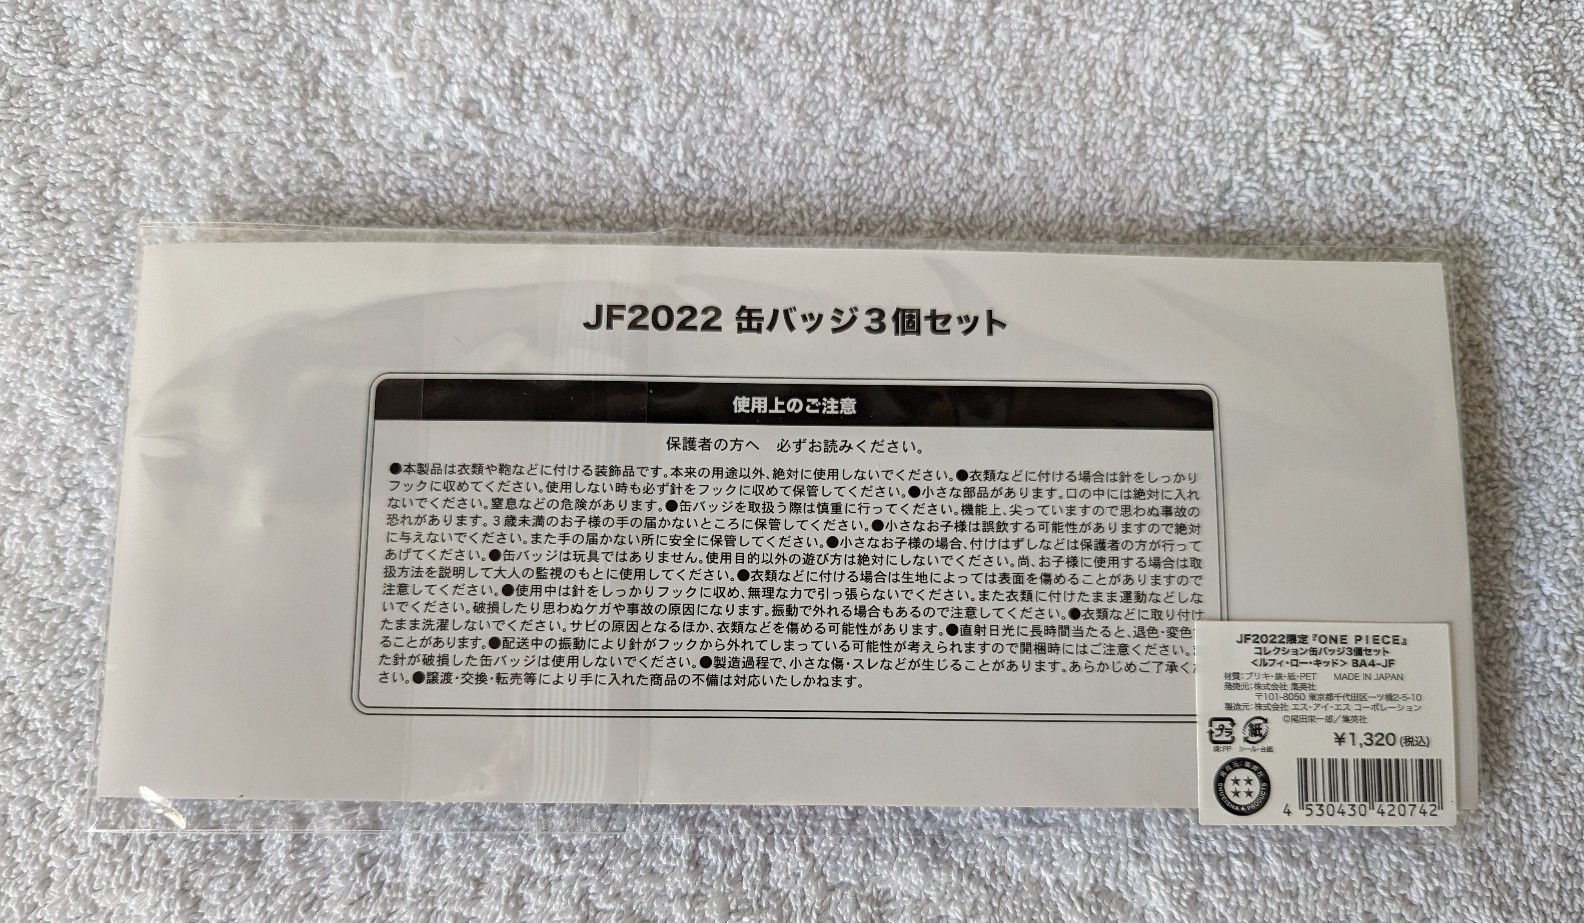 JF2022 缶バッジ3個セット
使用上のご注意
保護者の方へ 必ずお読みください。
●本製品は衣類や鞄などに付ける装飾品です。本来の用途以外、絶対に使用しないでください。●衣類などに付ける場合は針をしっかり
フックに収めてください。使用しない時も必ず針をフックに収めて保管してください。●小さな部品があります。口の中には絶対に入れ
ないでください。窒息などの危険があります。●缶バッジを取扱う際は慎重に行ってください。機能上、尖っていますので思わぬ事故の
恐れがあります。3歳未満のお子様の手の届かないところに保管してください。●小さなお子様は誤飲する可能性がありますので絶対
に与えないでください。また手の届かない所に安全に保管してください。●小さなお子様の場合、付けはずしなどは保護者の方が行って
あげてください。●缶バッジは玩具ではありません。使用目的以外の遊び方は絶対にしないでください。尚、お子様に使用する場合は取
扱方法を説明して大人の監視のもとに使用してください。●衣類などに付ける場合は生地によっては表面を傷めることがありますので
注意してください。●使用中は針をしっかりフックに収め、無理な力で引っ張らないでください。また衣類に付けたまま運動などしな
いでください。破損したり思わぬケガや事故の原因になります。振動で外れる場合もあるので注意してください。●衣類などに取り付け
たまま洗濯しないでください。サビの原因となるほか、衣類などを傷める可能性があります。●直射日光に長時間当たると、退色・変色
ることがあります。●配送中の振動により針がフックから外れてしまっている可能性が考えられますので開梱時にはご注意ください。
た針が破損した缶バッジは使用しないでください。●製造過程で、小さな傷・スレなどが生じることがあります。あらかじめご了承く
さい。●譲渡・交換・転売等により手に入れた商品の不備は対応いたしかねます。
JF2022限定『ONE PIECE』
コレクション缶バッジ3個セット
<ルフィ・ロー・キッド> BA4-JF
材質:ブリキ・鉄・紙・PET MADE IN JAPAN
発売元:株式会社 集英社
〒101-8050 東京都千代田区一ツ橋2-5-10
製造元:株式会社 エス・アイ・エス コーポレーション
©尾田栄一郎/集英社
プラ 紙
袋:PP シール・台紙
¥1,320 (税込)
発売元:集英社
SHUEISHA★PRODUCTS
4 530430 420742